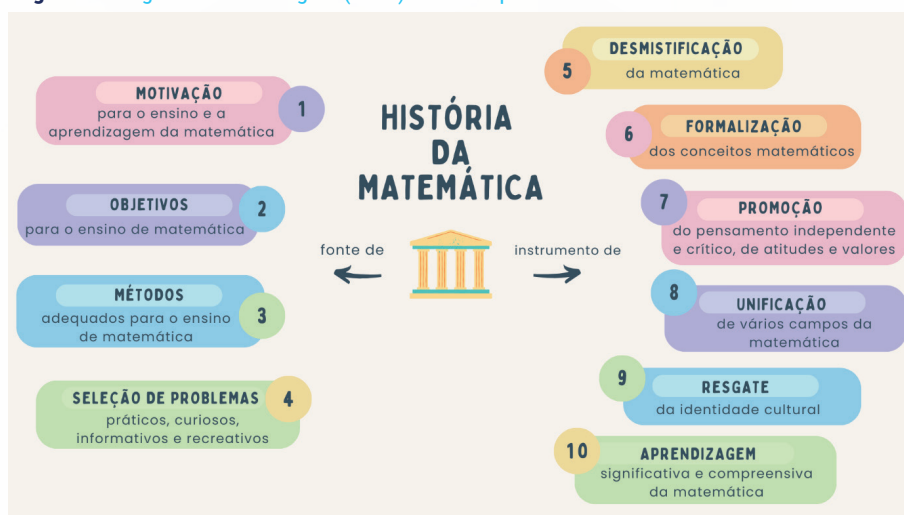 MOTIVAÇÃO
para o ensino e a
aprendizagem da matemática
1
OBJETIVOS
para o ensino de matemática
2
MÉTODOS
adequados para o ensino
de matemática
3
SELEÇÃO DE PROBLEMAS
práticos, curiosos,
informativos e recreativos
4
HISTÓRIA
DA
MATEMÁTICA
fonte de
instrumento de
5
DESMISTIFICAÇÃO
da matemática
6
FORMALIZAÇÃO
dos conceitos matemáticos
7
PROMOÇÃO
do pensamento independente
e crítico, de atitudes e valores
8
UNIFICAÇÃO
de vários campos da
matemática
9
RESGATE
da identidade cultural
10
APRENDIZAGEM
significativa e compreensiva
da matemática